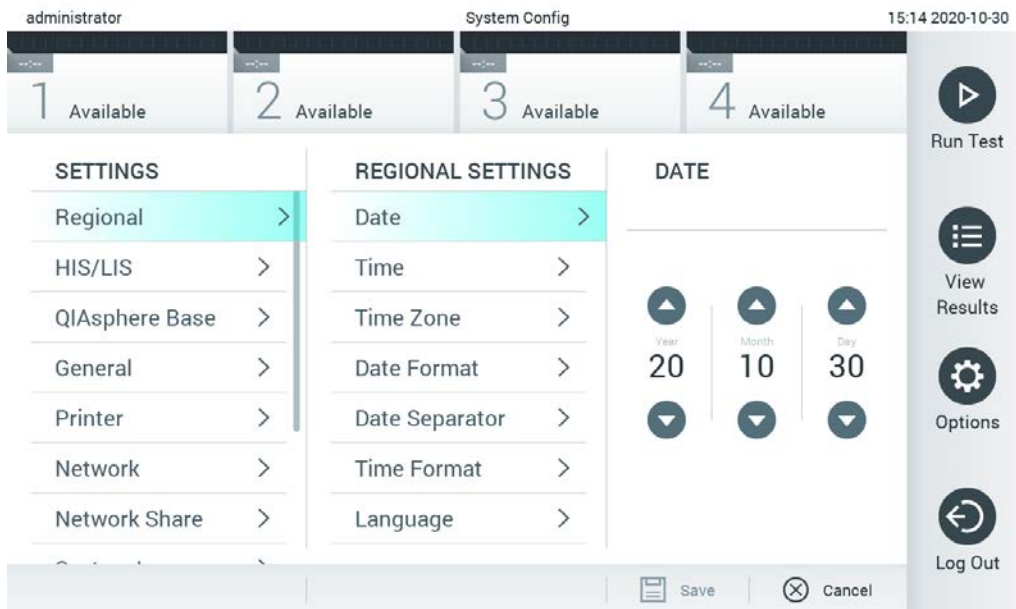 administrator System Config 15:14 2020-10-30
--:-- --:-- --:-- --:--
1 Available 2 Available 3 Available 4 Available
Run Test
SETTINGS REGIONAL SETTINGS DATE
Regional Date
HIS/LIS Time
View
Results
QIAsphere Base Time Zone
Year Month Day
20 10 30
General Date Format
Printer Date Separator
Options
Network Time Format
Network Share Language
Log Out
Save Cancel